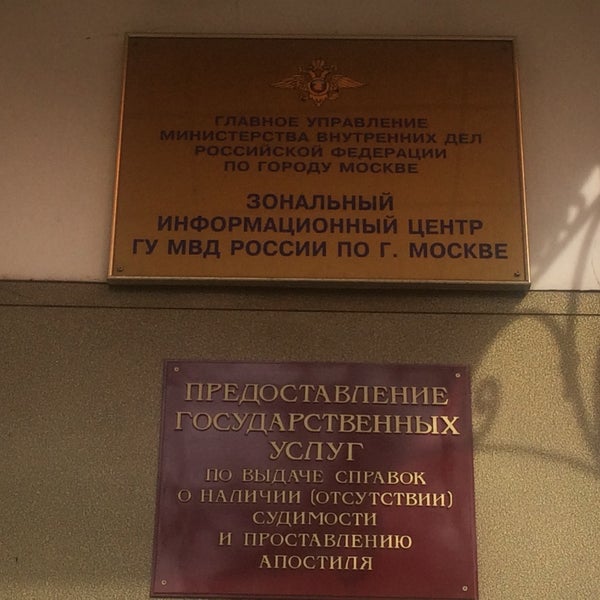 ГЛАВНОЕ УПРАВЛЕНИЕ
МИНИСТЕРСТВА ВНУТРЕННИХ ДЕЛ
РОССИЙСКОЙ ФЕДЕРАЦИИ
ПО ГОРОДУ МОСКВЕ
ЗОНАЛЬНЫЙ
ИНФОРМАЦИОННЫЙ ЦЕНТР
ГУ МВД РОССИИ ПО Г. МОСКВЕ
ПРЕДОСТАВЛЕНИЕ
ГОСУДАРСТВЕННЫХ
УСЛУГ
ПО ВЫДАЧЕ СПРАВОК
О НАЛИЧИИ (ОТСУТСТВИИ)
СУДИМОСТИ
И ПРОСТАВЛЕНИЮ
АПОСТИЛЯ